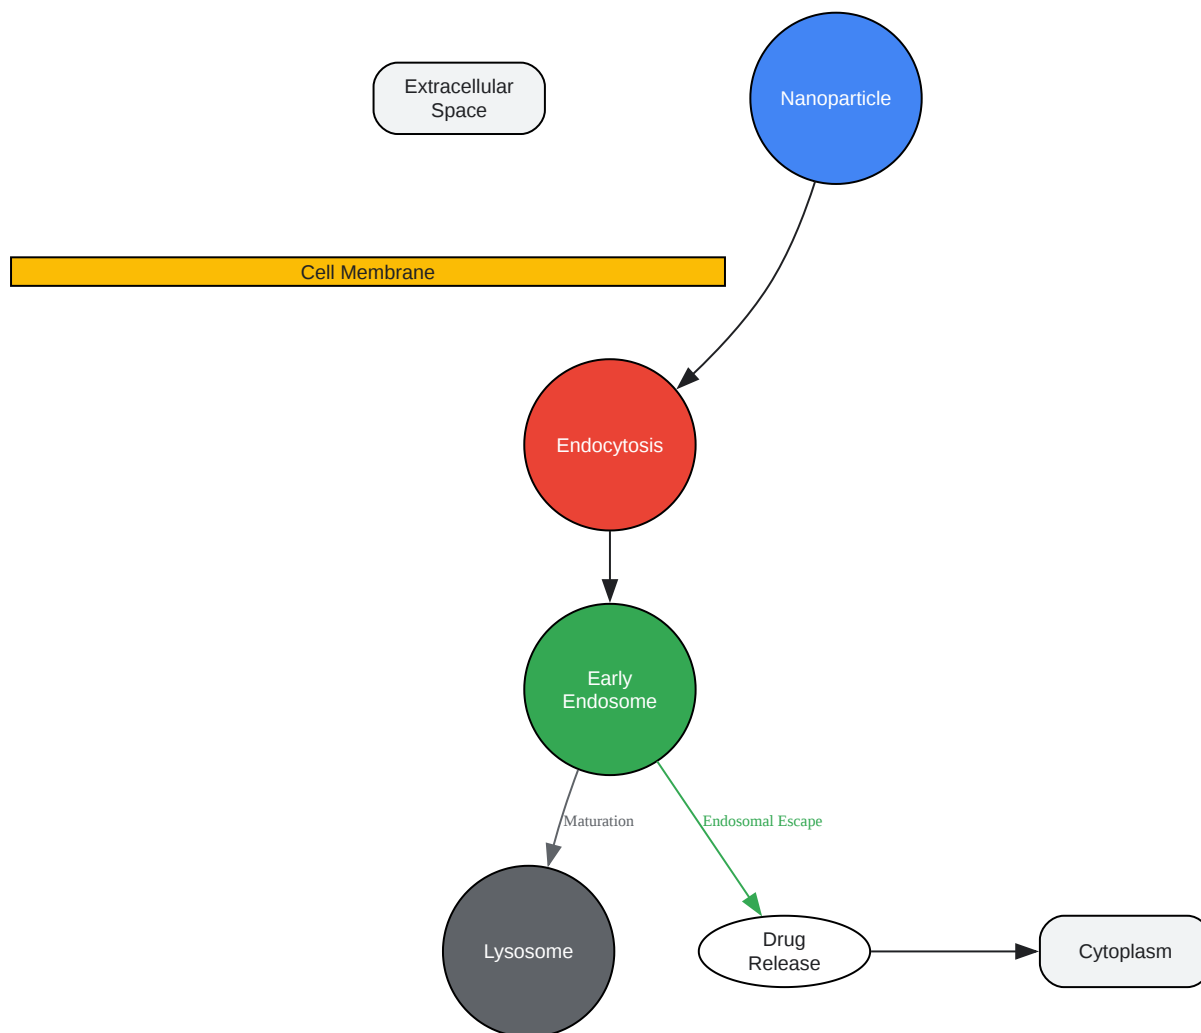 Extracellular
Space
Nanoparticle
Cell Membrane
Endocytosis
Early
Endosome
Maturation
Endosomal Escape
Lysosome
Drug
Release
Cytoplasm